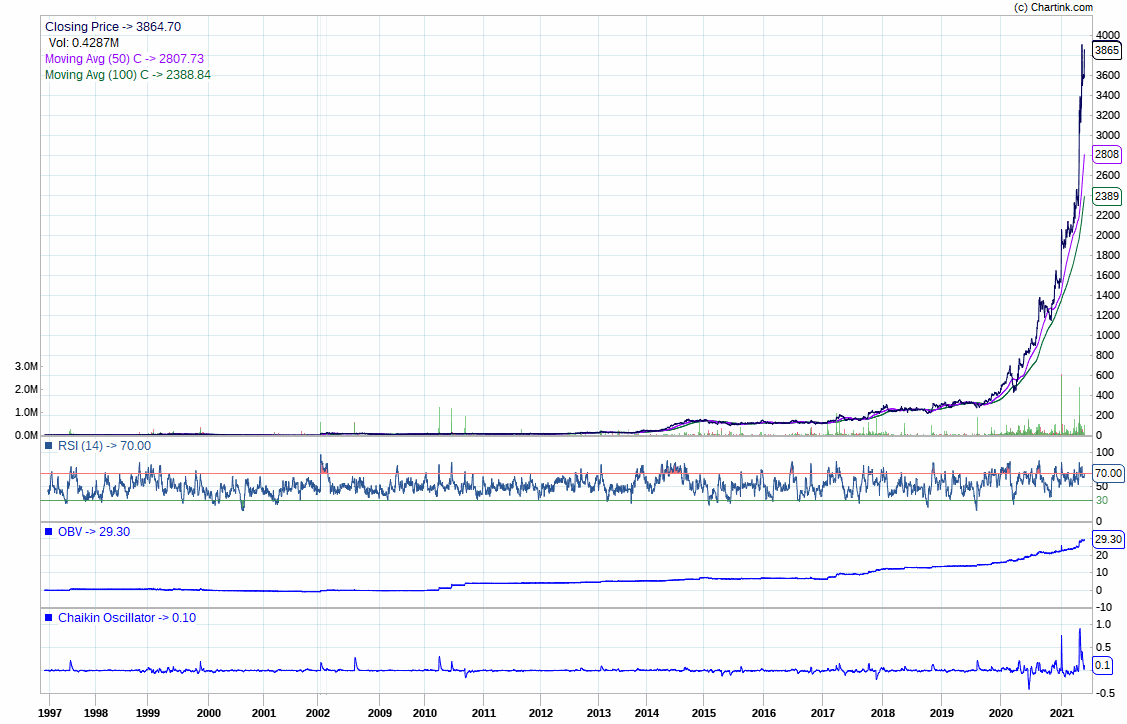 (c) Chartink.com
Closing Price -> 3864.70
Vol: 0.4287M
Moving Avg (50) C -> 2807.73
Moving Avg (100) C -> 2388.84
4000
3865
3600
3400
3200
3000
2808
2600
2389
2200
2000
1800
1600
1400
1200
1000
800
600
400
200
0
3.0M
2.0M
1.0M
0.0M
RSI (14) -> 70.00
100
70.00
50
30
0
OBV -> 29.30
29.30
20
10
0
-10
Chaikin Oscillator -> 0.10
1.0
0.5
0.1
-0.5
1997 1998 1999 2000 2001 2002 2009 2010 2011 2012 2013 2014 2015 2016 2017 2018 2019 2020 2021